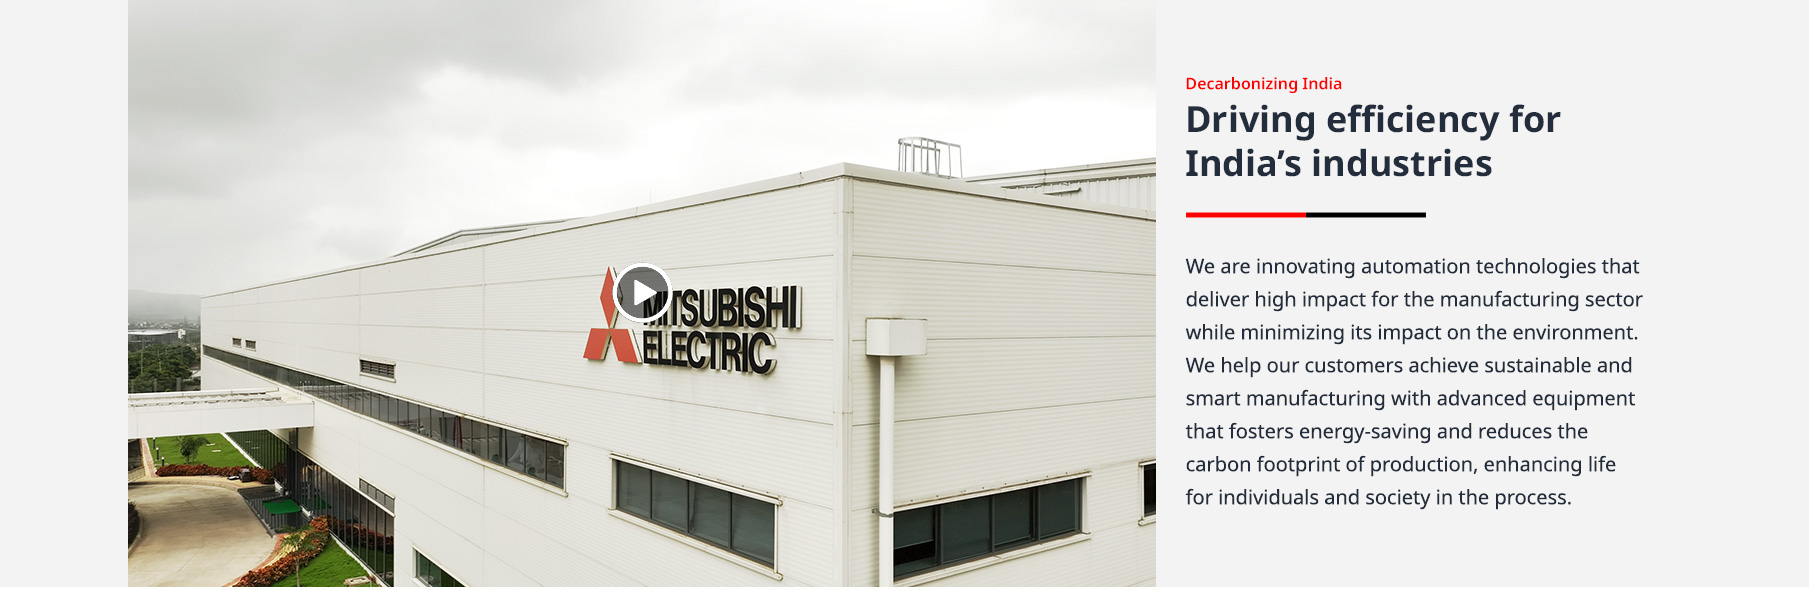 MITSUBISHI
ELECTRIC
Decarbonizing India
Driving efficiency for
India’s industries
We are innovating automation technologies that
deliver high impact for the manufacturing sector
while minimizing its impact on the environment.
We help our customers achieve sustainable and
smart manufacturing with advanced equipment
that fosters energy-saving and reduces the
carbon footprint of production, enhancing life
for individuals and society in the process.